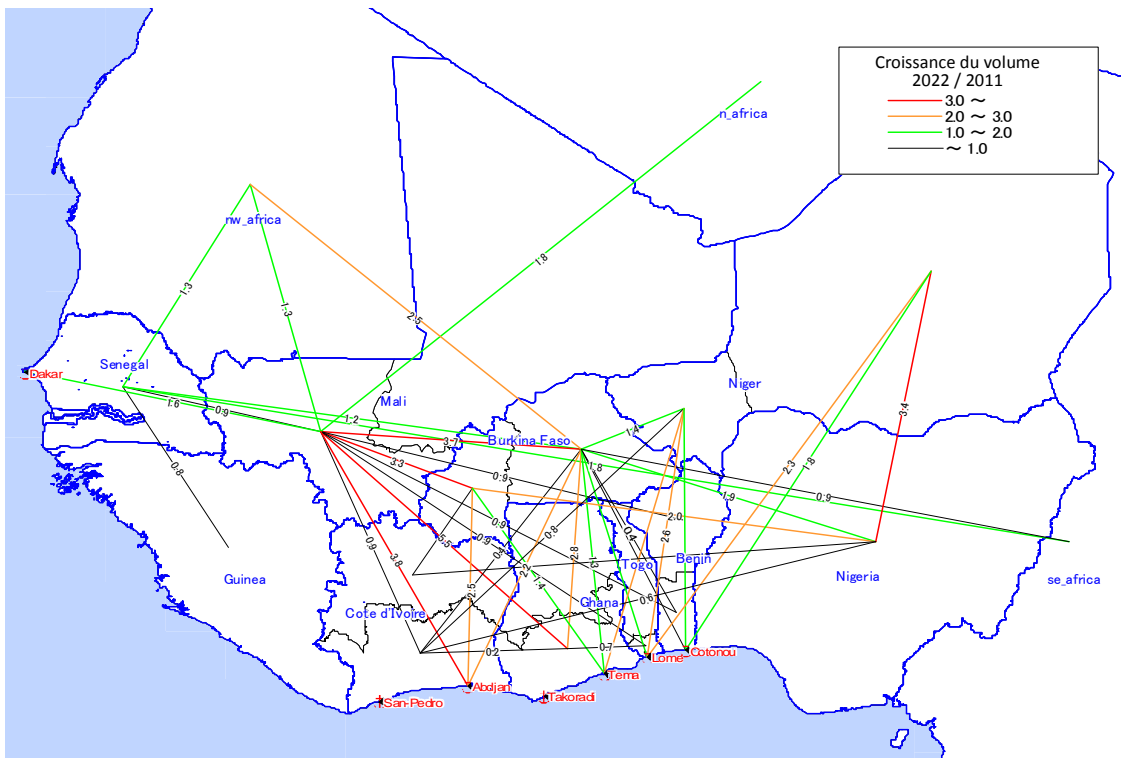 Croissance du volume
2022 / 2011
3.0 ～
2.0 ～ 3.0
1.0 ～ 2.0
～ 1.0
n_africa
nw_africa
1.8
1.3
1.3
2.5
Senegal
Dakar
Niger
3.4
Mali
1.6
0.9
1.2
1.4
Burkina Faso
3.7
3.3
1.8
0.9
2.3
1.8
0.8
1.9
0.9
2.0
0.9
0.8
0.4
2.6
0.9
5.5
0.9
3.8
2.2
2.8
1.3
Togo
Benin
Guinea
1.4
2.5
Nigeria
se_africa
Ghana
0.6
Cote d'Ivoire
0.2
0.7
Lome
Cotonou
Tema
Abdjan
San-Pedro
Takoradi